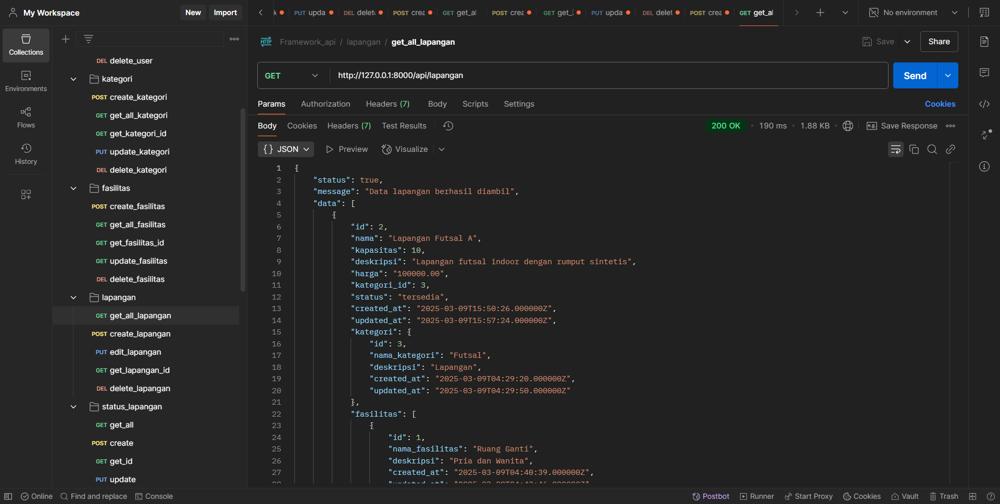 My Workspace
New
Import
k
PUT upda
DEL delet
POST crea
GET get_al
POST crea
GET get_i
PUT upda
DEL delet
POST crea
GET get_al
No environment
Collections
Environments
Flows
History
DEL delete_user
kategori
POST create_kategori
GET get_all_kategori
GET get_kategori_id
PUT update_kategori
DEL delete_kategori
fasilitas
POST create_fasilitas
GET get_all_fasilitas
GET get_fasilitas_id
GET update_fasilitas
DEL delete_fasilitas
lapangan
GET get_all_lapangan
POST create_lapangan
PUT edit_lapangan
GET get_lapangan_id
DEL delete_lapangan
status_lapangan
GET get_all
POST create
GET get_id
PUT update
HTTP Framework_api / lapangan / get_all_lapangan
Save
Share
GET http://127.0.0.1:8000/api/lapangan
Send
Params Authorization Headers (7) Body Scripts Settings
Cookies
Body Cookies Headers (7) Test Results
200 OK • 190 ms • 1.88 KB • e.g. Save Response
{} JSON Preview Visualize
1 {
2 "status": true,
3 "message": "Data lapangan berhasil diambil",
4 "data": [
5 {
6 "id": 2,
7 "nama": "Lapangan Futsal A",
8 "kapasitas": 10,
9 "deskripsi": "Lapangan futsal indoor dengan rumput sintetis",
10 "harga": "100000.00",
11 "kategori_id": 3,
12 "status": "tersedia",
13 "created_at": "2025-03-09T15:50:26.000000Z",
14 "updated_at": "2025-03-09T15:57:24.000000Z",
15 "kategori": {
16 "id": 3,
17 "nama_kategori": "Futsal",
18 "deskripsi": "Lapangan",
19 "created_at": "2025-03-09T04:29:20.000000Z",
20 "updated_at": "2025-03-09T04:29:50.000000Z"
21 },
22 "fasilitas": [
23 {
24 "id": 1,
25 "nama_fasilitas": "Ruang Ganti",
26 "deskripsi": "Pria dan Wanita",
27 "created_at": "2025-03-09T04:40:39.000000Z",
Online
Find and replace
Console
Postbot
Runner
Start Proxy
Cookies
Vault
Trash